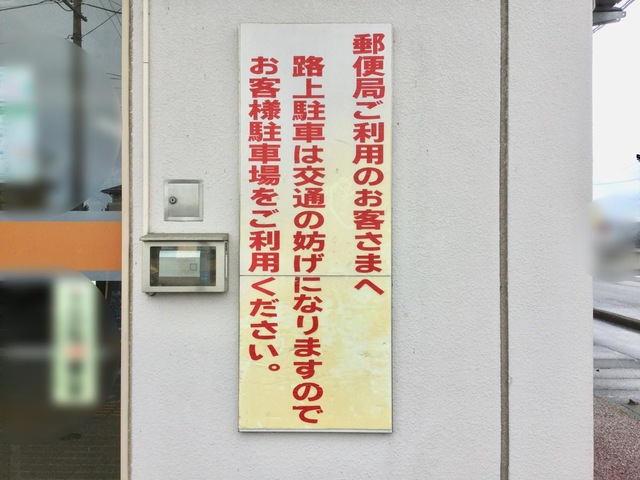 郵便局ご利用のお客さまへ
路上駐車は交通の妨げになりますので
お客様駐車場をご利用ください。